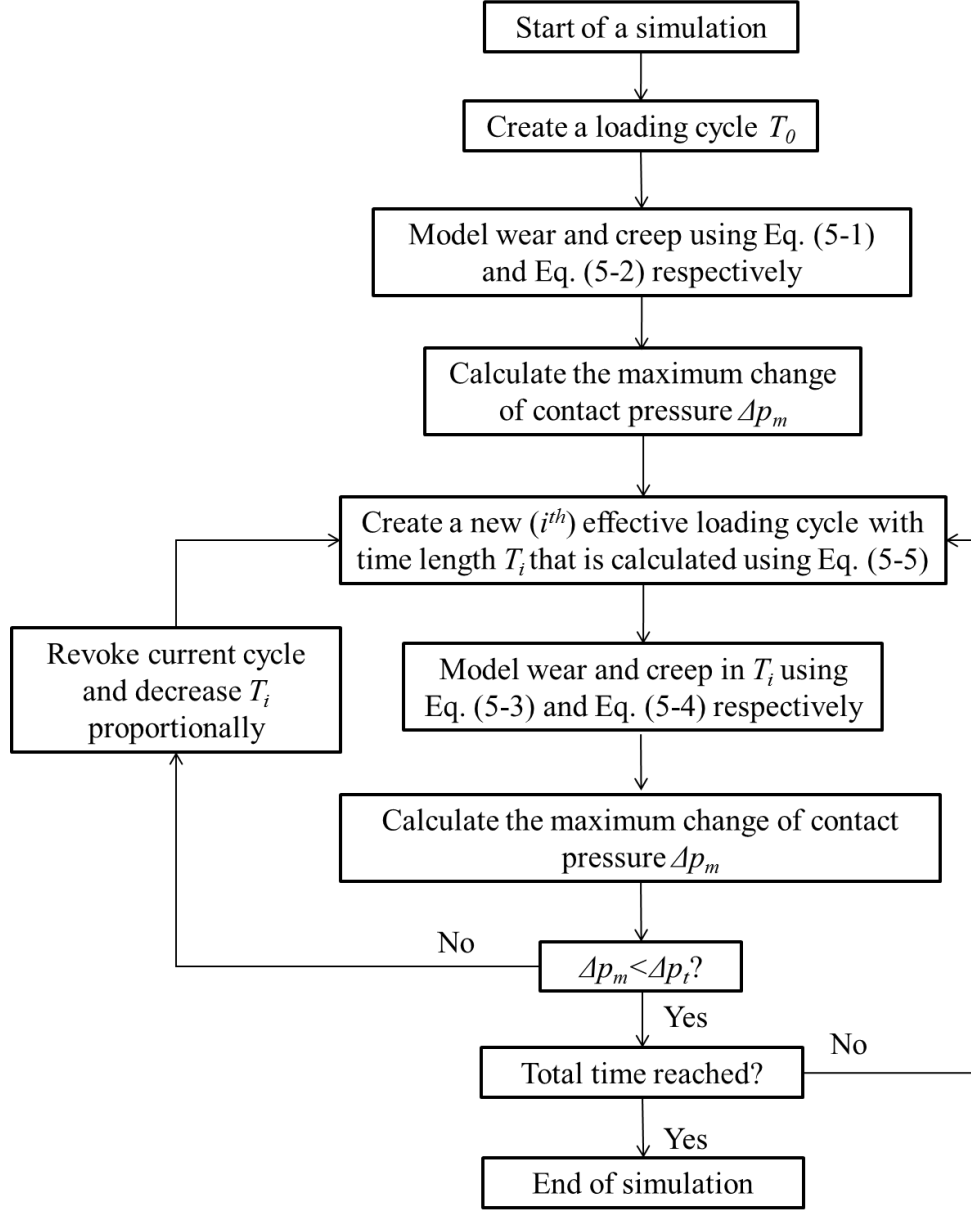 Start of a simulation
Create a loading cycle T0
Model wear and creep using Eq. (5-1)
and Eq. (5-2) respectively
Calculate the maximum change
of contact pressure Δpm
Create a new (ith) effective loading cycle with
time length Ti that is calculated using Eq. (5-5)
Revoke current cycle
and decrease Ti
proportionally
Model wear and creep in Ti using
Eq. (5-3) and Eq. (5-4) respectively
Calculate the maximum change of contact
pressure Δpm
No
Δpm<Δpt?
Yes
No
Total time reached?
Yes
End of simulation